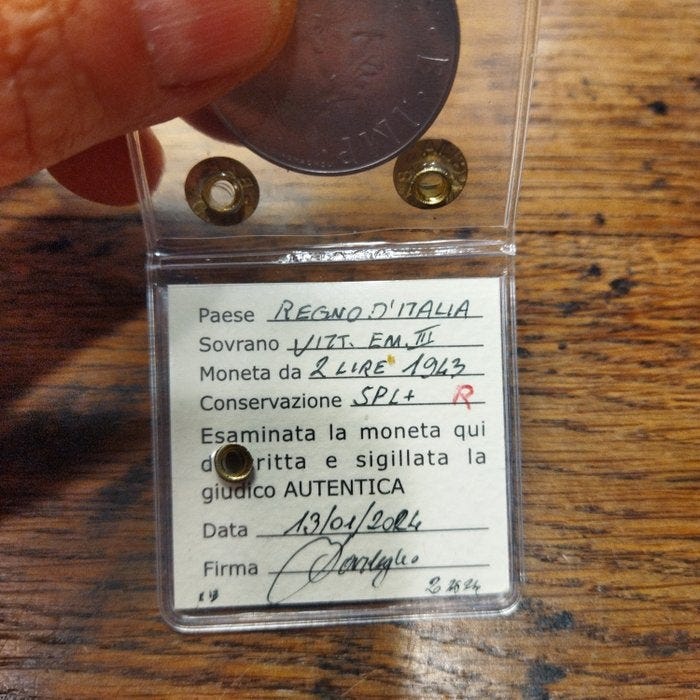 IMP
Paese REGNO D'ITALIA
Sovrano VITT. EM. III
Moneta da 2 LIRE 1943
Conservazione SPL+ R
Esaminata la moneta qui
ritta e sigillata la
giudico AUTENTICA
Data 13/01/2024
Firma